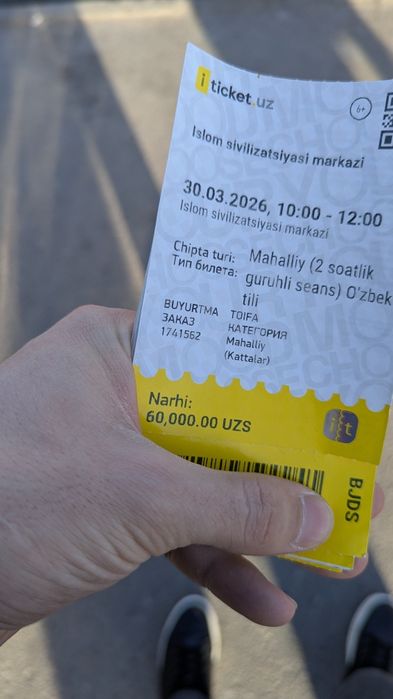 iticket.uz
6+
Islom sivilizatsiyasi markazi
30.03.2026, 10:00 - 12:00
Islom sivilizatsiyasi markazi
Chipta turi: Mahalliy (2 soatlik
Тип билета: guruhli seans) O'zbek
tili
BUYURTMA TOIFA
ЗАКАЗ КАТЕГОРИЯ
1741562 Mahalliy
(Kattalar)
Narhi:
60,000.00 UZS
it
BJDS